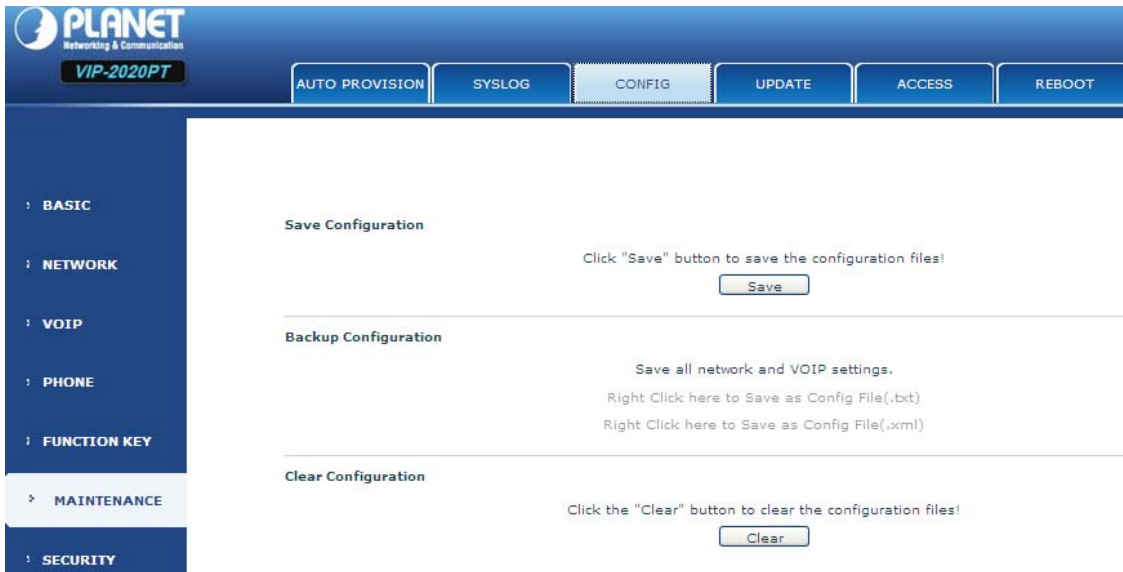 PLANET
Networking & Communication
VIP-2020PT
AUTO PROVISION
SYSLOG
CONFIG
UPDATE
ACCESS
REBOOT
BASIC
NETWORK
VOIP
PHONE
FUNCTION KEY
MAINTENANCE
SECURITY
Save Configuration
Click "Save" button to save the configuration files!
Save
Backup Configuration
Save all network and VOIP settings.
Right Click here to Save as Config File(.txt)
Right Click here to Save as Config File(.xml)
Clear Configuration
Click the "Clear" button to clear the configuration files!
Clear